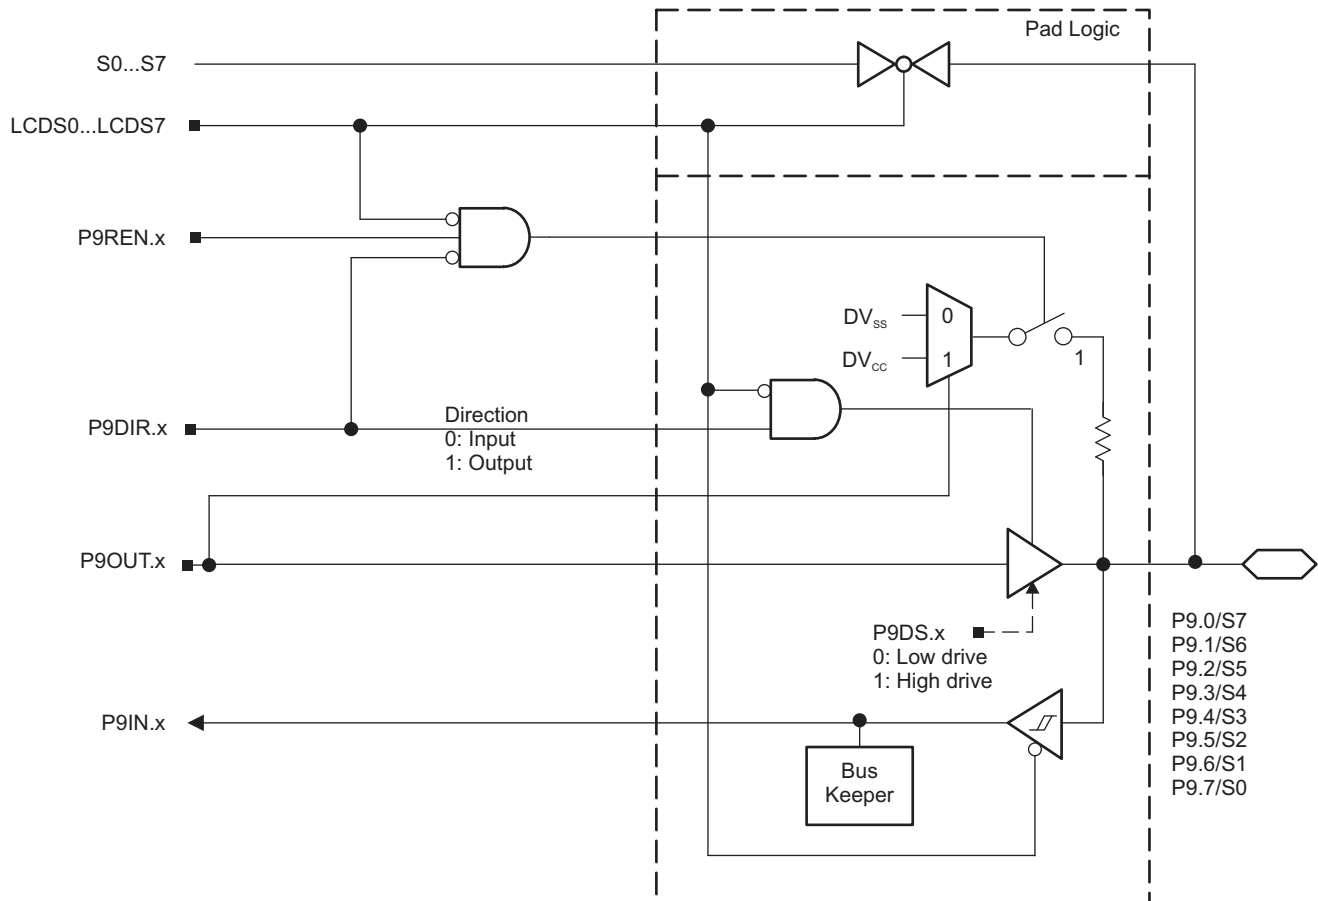 Pad Logic
S0...S7
LCDS0...LCDS7
P9REN.x
DVSS
0
DVCC
1
1
P9DIR.x
Direction
0: Input
1: Output
P9OUT.x
P9DS.x
0: Low drive
1: High drive
P9.0/S7
P9.1/S6
P9.2/S5
P9.3/S4
P9.4/S3
P9.5/S2
P9.6/S1
P9.7/S0
P9IN.x
Bus
Keeper